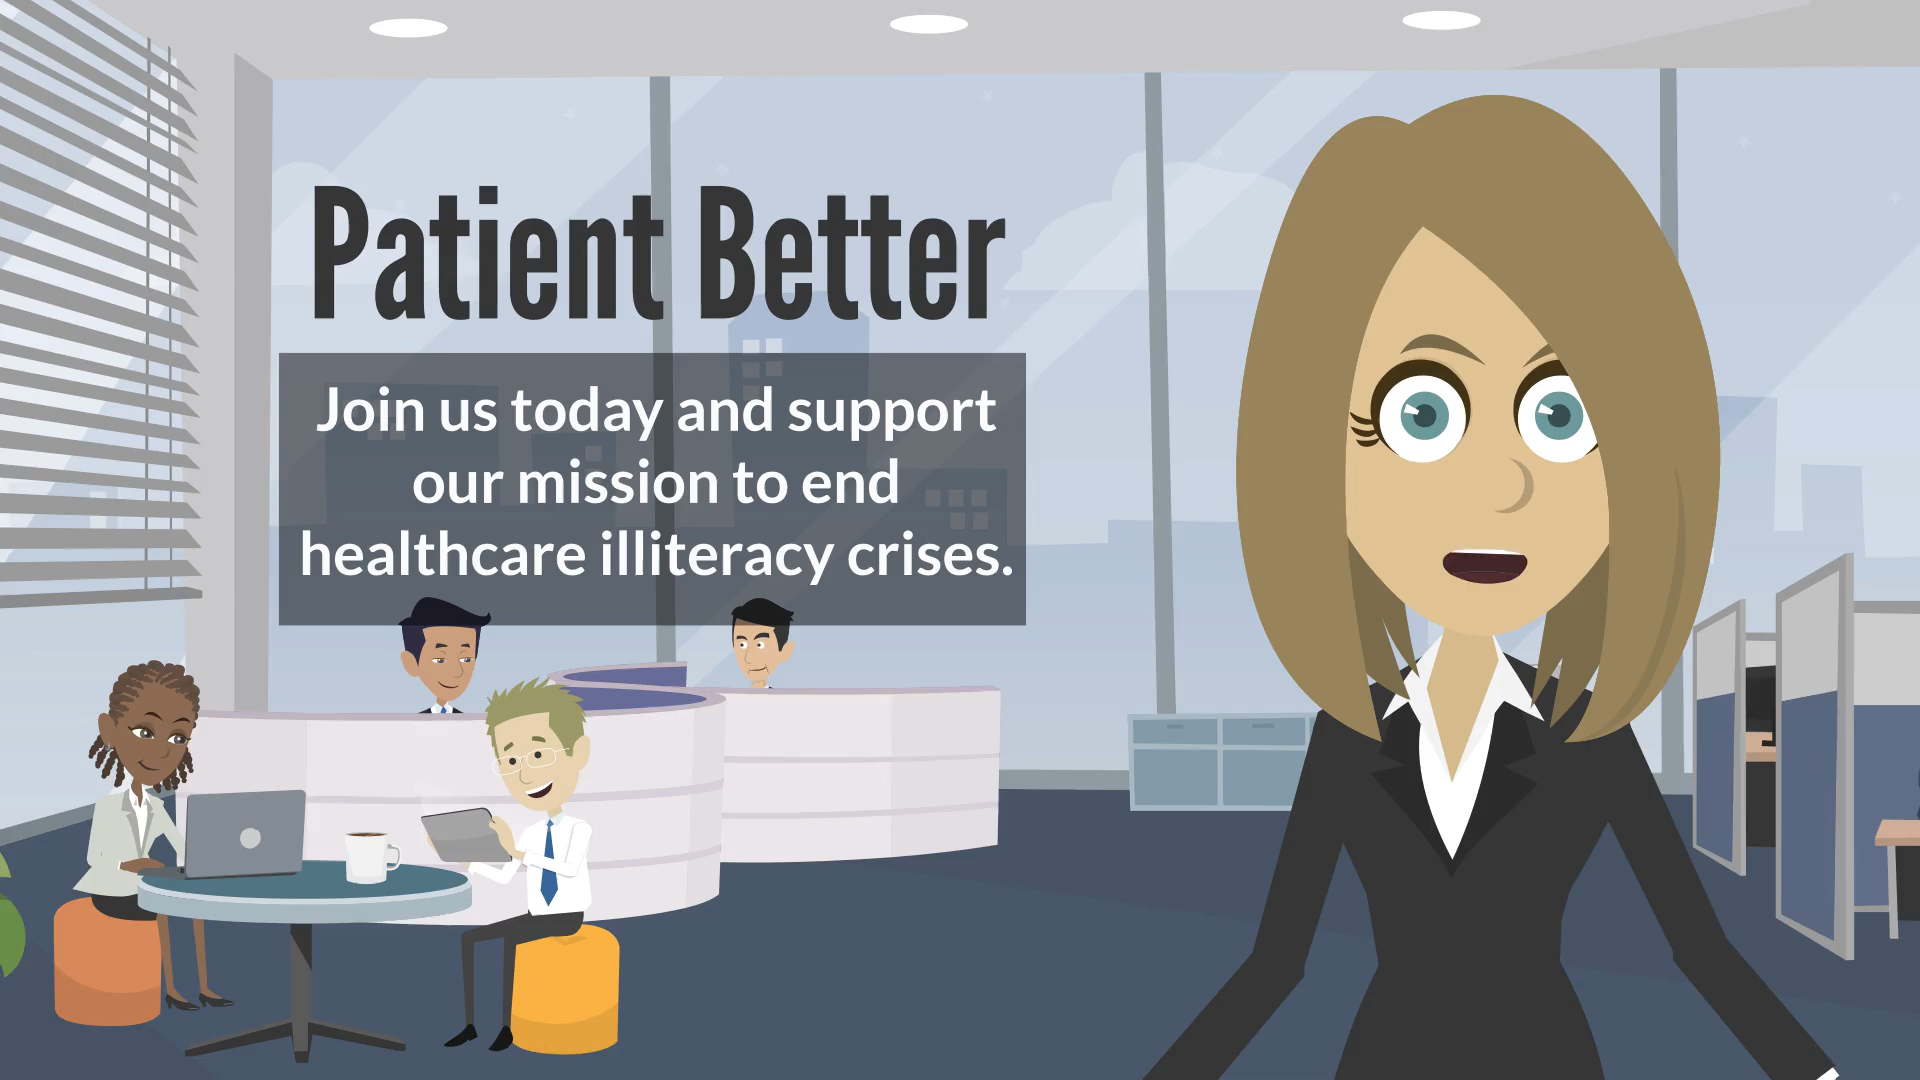 Patient Better
Join us today and support
our mission to end
healthcare illiteracy crises.